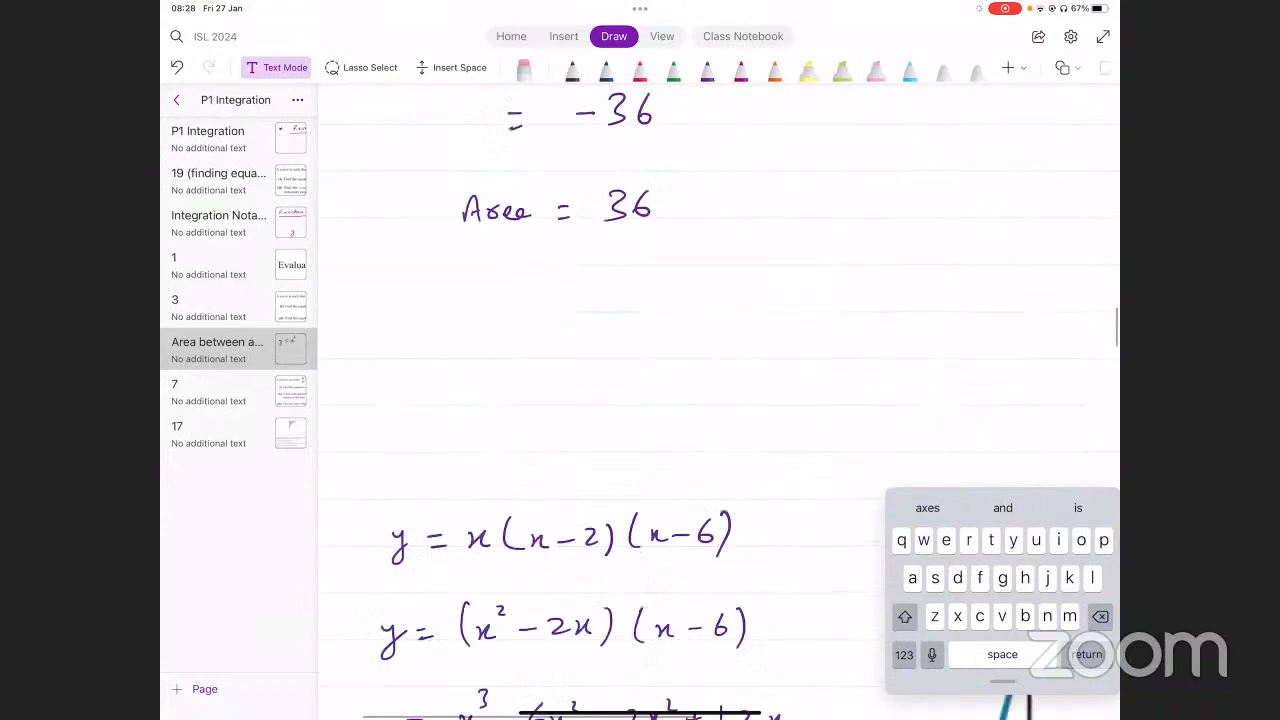 08:28 Fri 27 Jan
67%
ISL 2024
Home Insert Draw View Class Notebook
Text Mode Lasso Select Insert Space
P1 Integration
P1 Integration
No additional text
19 (finding equa...
No additional text
Integration Nota...
No additional text
1
No additional text
Evalua
3
No additional text
Area between a...
No additional text
7
No additional text
17
No additional text
+ Page
= -36
Area = 36
y = x(x-2)(x-6)
y = (x² - 2x)(x-6)
axes and is
q w e r t y u i o p
a s d f g h j k l
z x c v b n m
123 space return
zoom